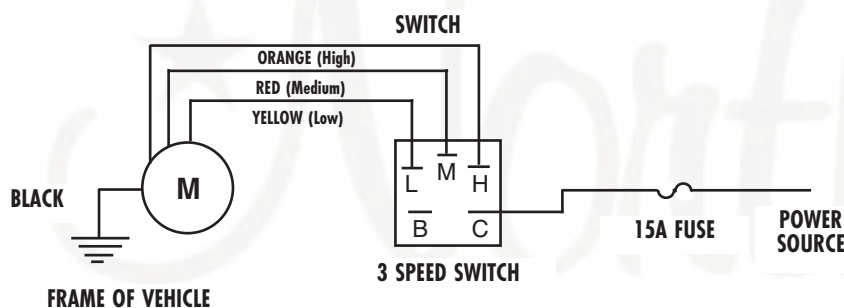 SWITCH
ORANGE (High)
RED (Medium)
YELLOW (Low)
L M H
B C
M
BLACK
15A FUSE
POWER
SOURCE
3 SPEED SWITCH
FRAME OF VEHICLE